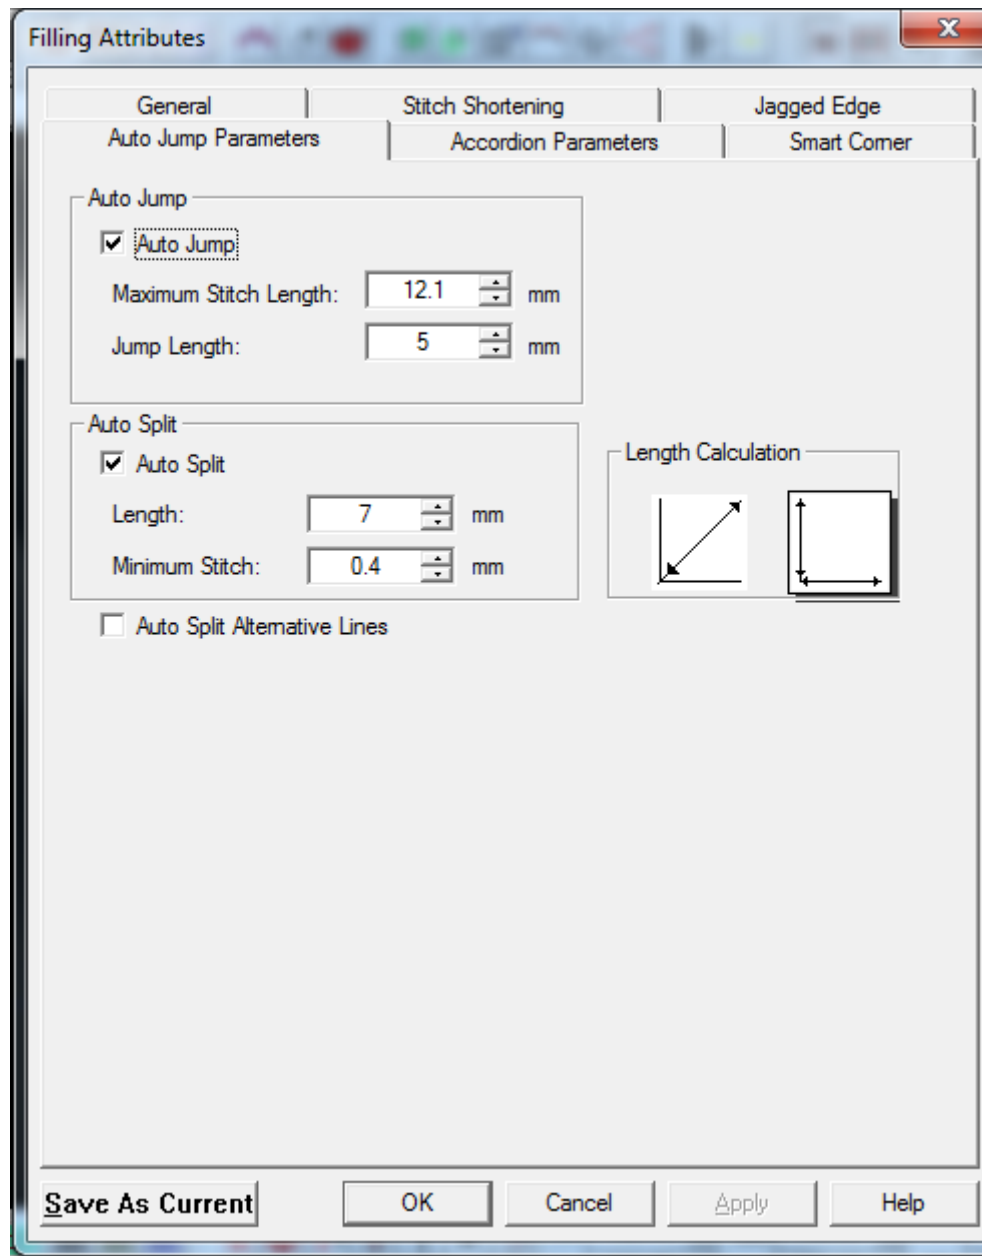 Filling Attributes
General Stitch Shortening Jagged Edge
Auto Jump Parameters Accordion Parameters Smart Corner
Auto Jump
Auto Jump
Maximum Stitch Length: 12.1 mm
Jump Length: 5 mm
Auto Split
Auto Split
Length: 7 mm
Minimum Stitch: 0.4 mm
Length Calculation
Auto Split Alternative Lines
Save As Current OK Cancel Apply Help